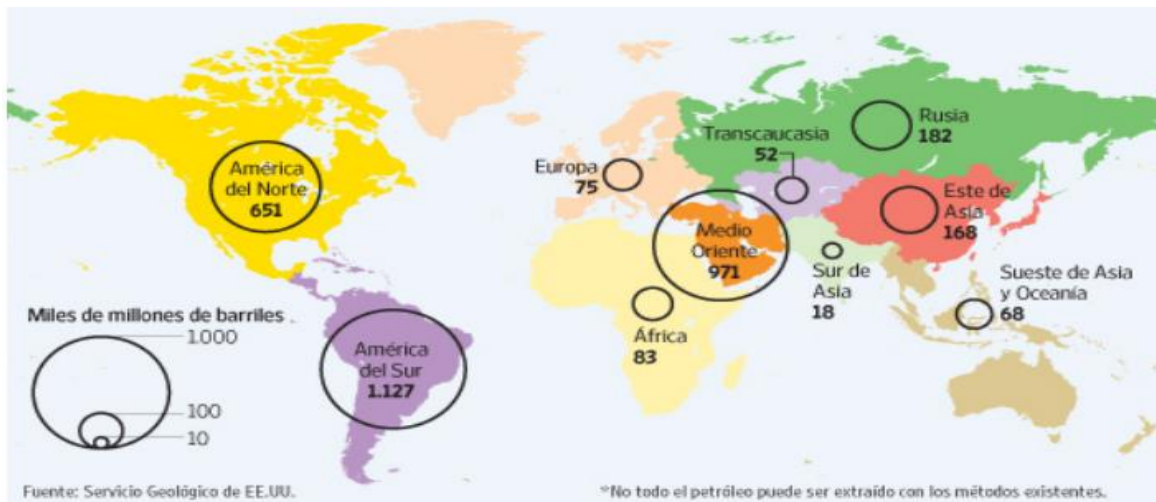 América
del Norte
651
Europa
75
Transcaucasia
52
Rusia
182
Este de
Asia
168
Medio
Oriente
971
Sur de
Asia
18
Sueste de Asia
y Oceanía
68
África
83
América
del Sur
1.127
Miles de millones de barriles
1.000
100
10
Fuente: Servicio Geológico de EE.UU.
*No todo el petróleo puede ser extraído con los métodos existentes.